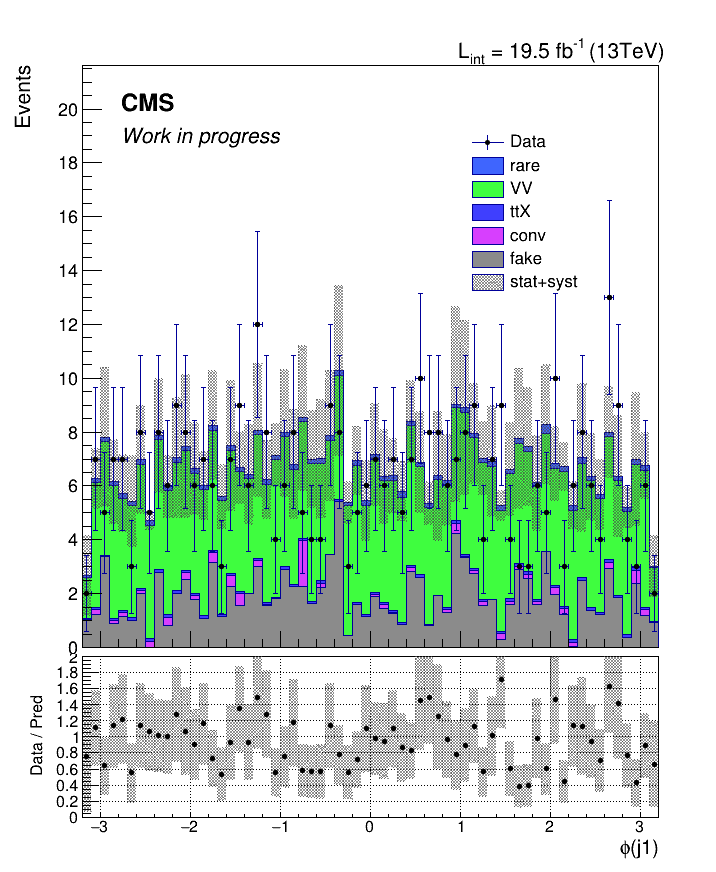 L_int = 19.5 fb^-1 (13TeV)
Events
CMS
Work in progress
Data
rare
VV
ttX
conv
fake
stat+syst
20
18
16
14
12
10
8
6
4
2
0
Data / Pred
2
1.8
1.6
1.4
1.2
1
0.8
0.6
0.4
0.2
0
−3 −2 −1 0 1 2 3
ϕ(j1)